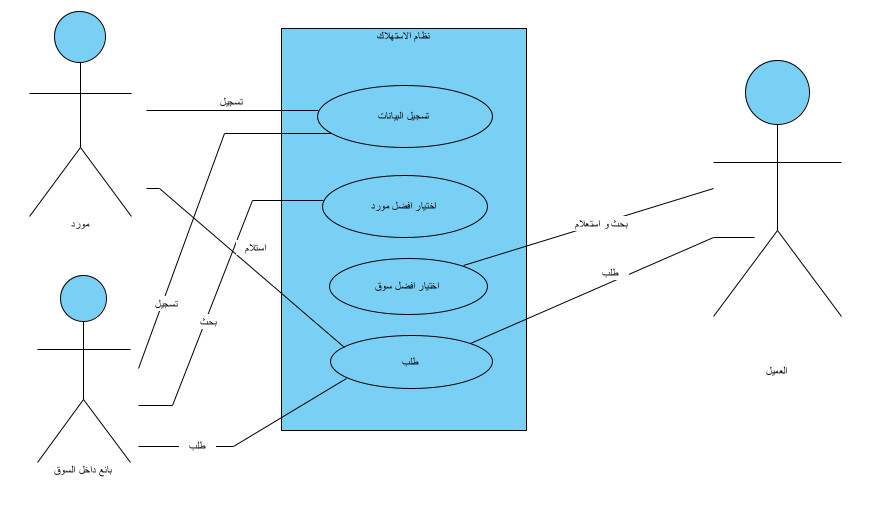 نظام الاستهلاك
تسجيل
تسجيل البيانات
اختيار افضل مورد
مورد
بحث و استعلام
استلام
طلب
اختيار افضل سوق
تسجيل
بحث
طلب
العميل
طلب
بائع داخل السوق